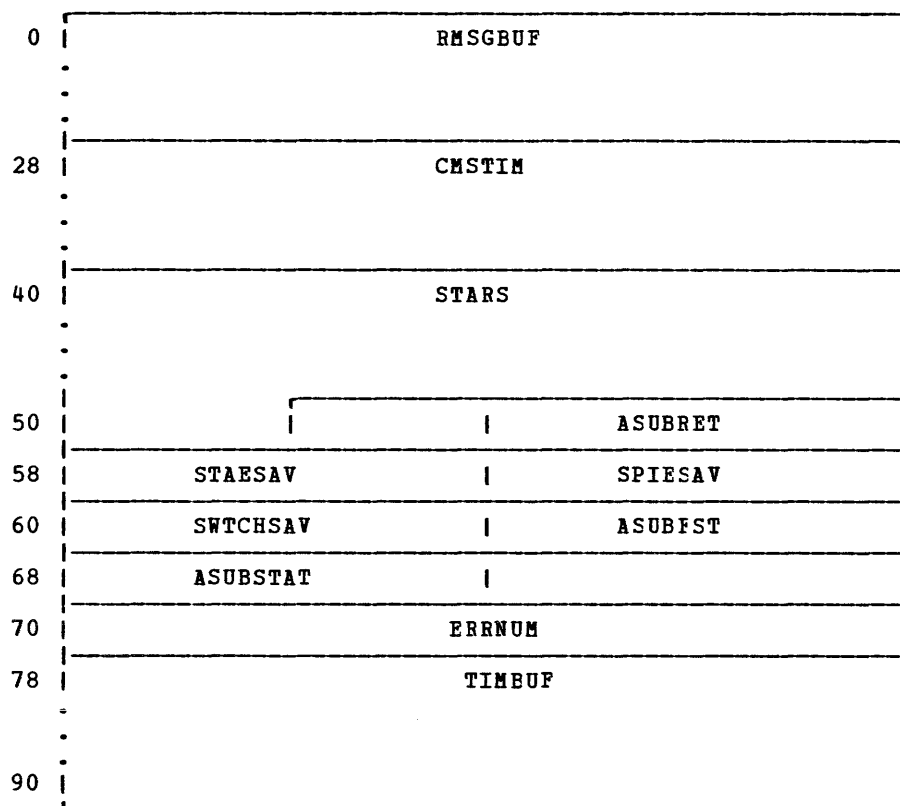 0 RMSGBUF
28 CMSTIM
40 STARS
50 ASUBRET
58 STAESAV SPIESAV
60 SWTCHSAV ASUBFST
68 ASUBSTAT
70 ERRNUM
78 TIMBUF
90